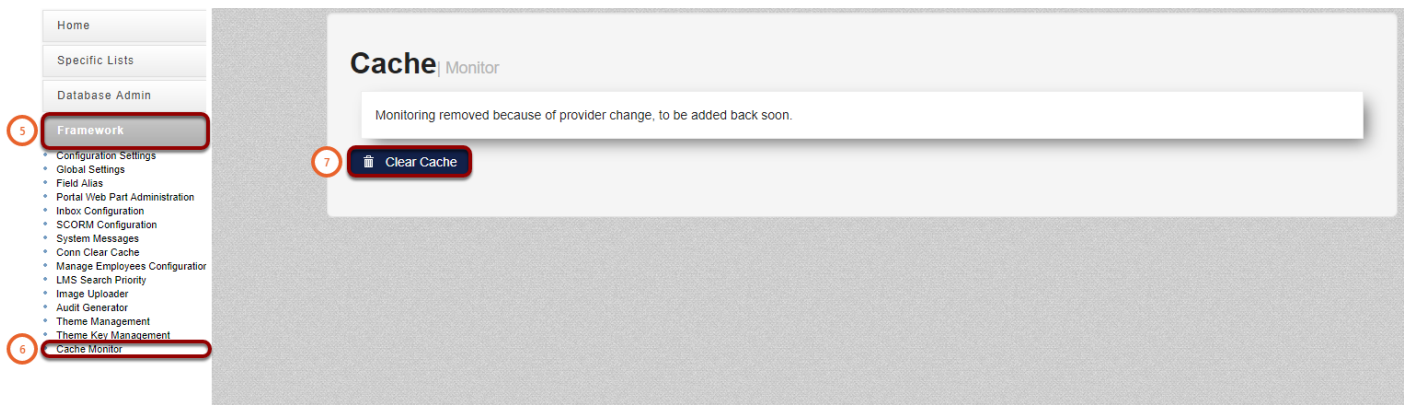 Home
Specific Lists
Database Admin
5
Framework
Configuration Settings
Global Settings
Field Alias
Portal Web Part Administration
Inbox Configuration
SCORM Configuration
System Messages
Conn Clear Cache
Manage Employees Configuration
LMS Search Priority
Image Uploader
Audit Generator
Theme Management
Theme Key Management
6
Cache Monitor
Cache| Monitor
Monitoring removed because of provider change, to be added back soon.
7
Clear Cache